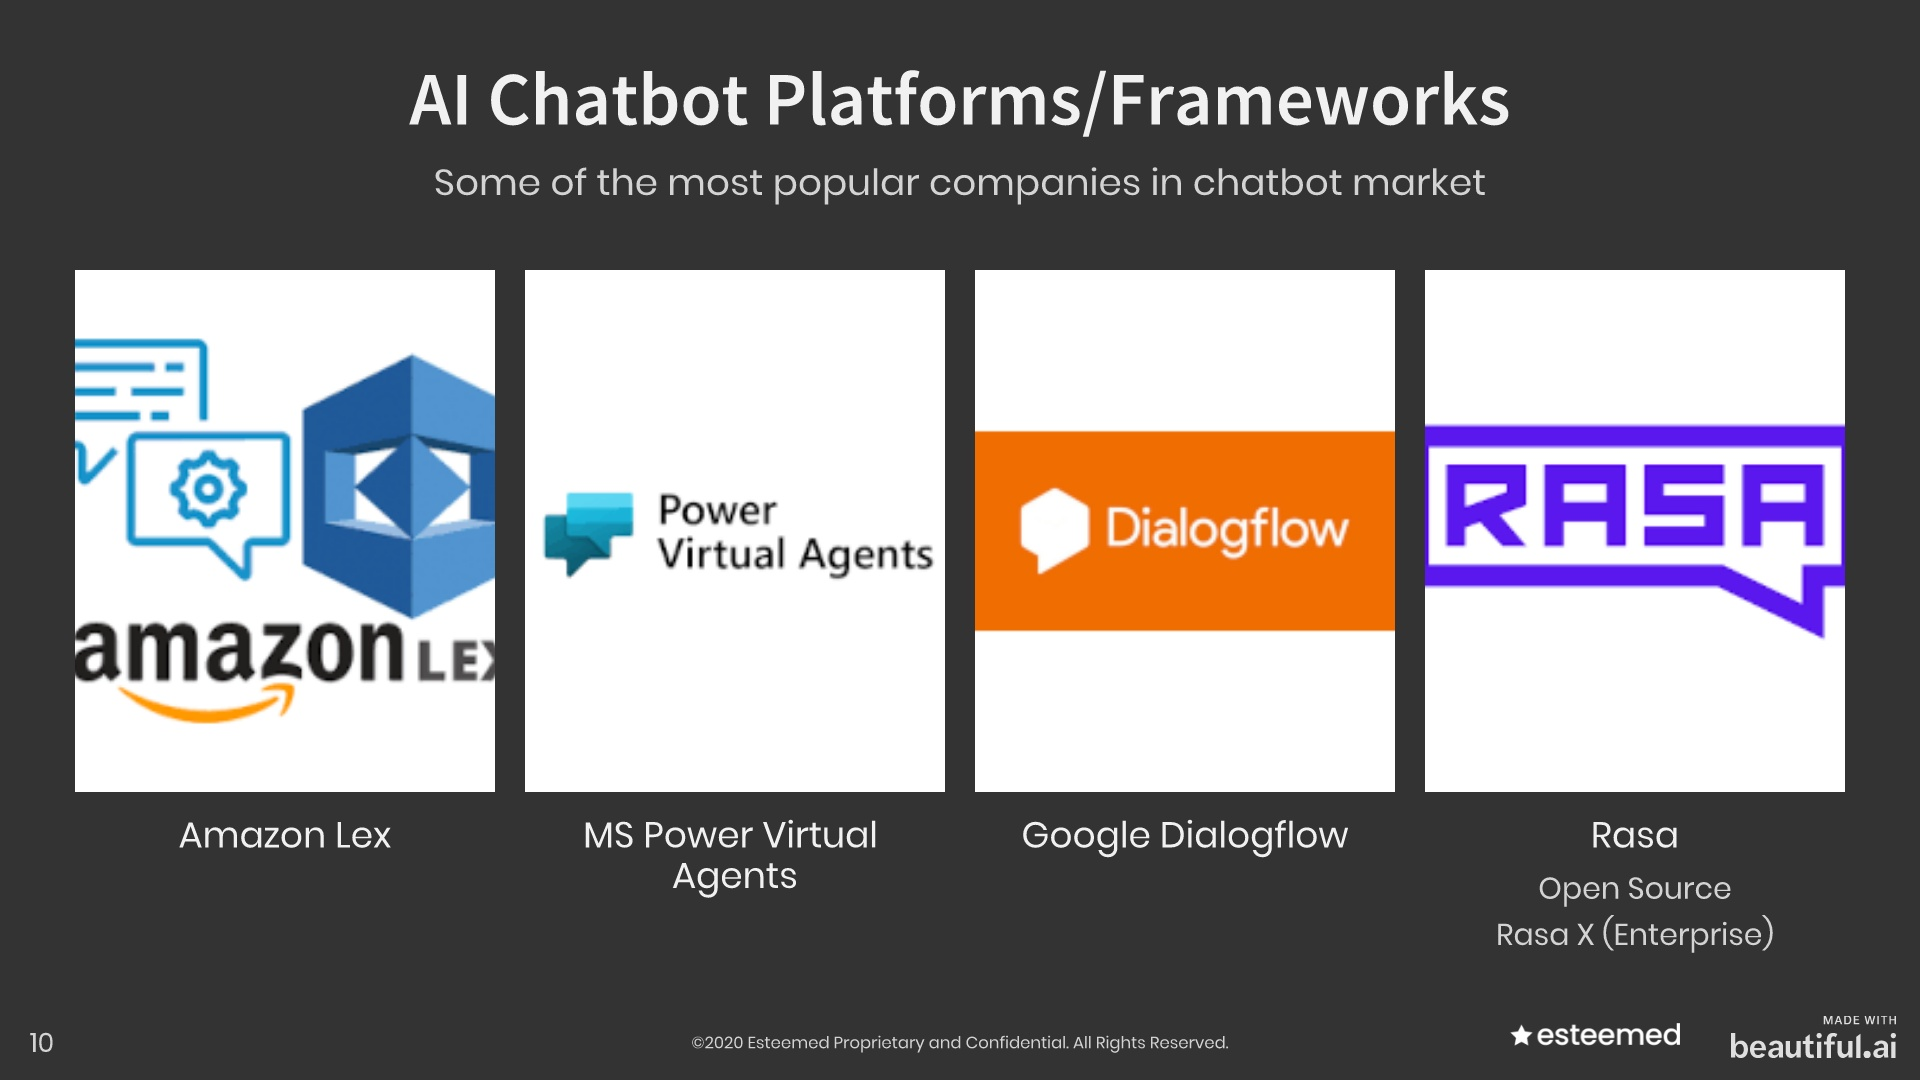 AI Chatbot Platforms/Frameworks
Some of the most popular companies in chatbot market
amazon LEX
Power
Virtual Agents
Dialogflow
RASA
Amazon Lex
MS Power Virtual
Agents
Google Dialogflow
Rasa
Open Source
Rasa X (Enterprise)
10
©2020 Esteemed Proprietary and Confidential. All Rights Reserved.
esteemed
MADE WITH
beautiful.ai